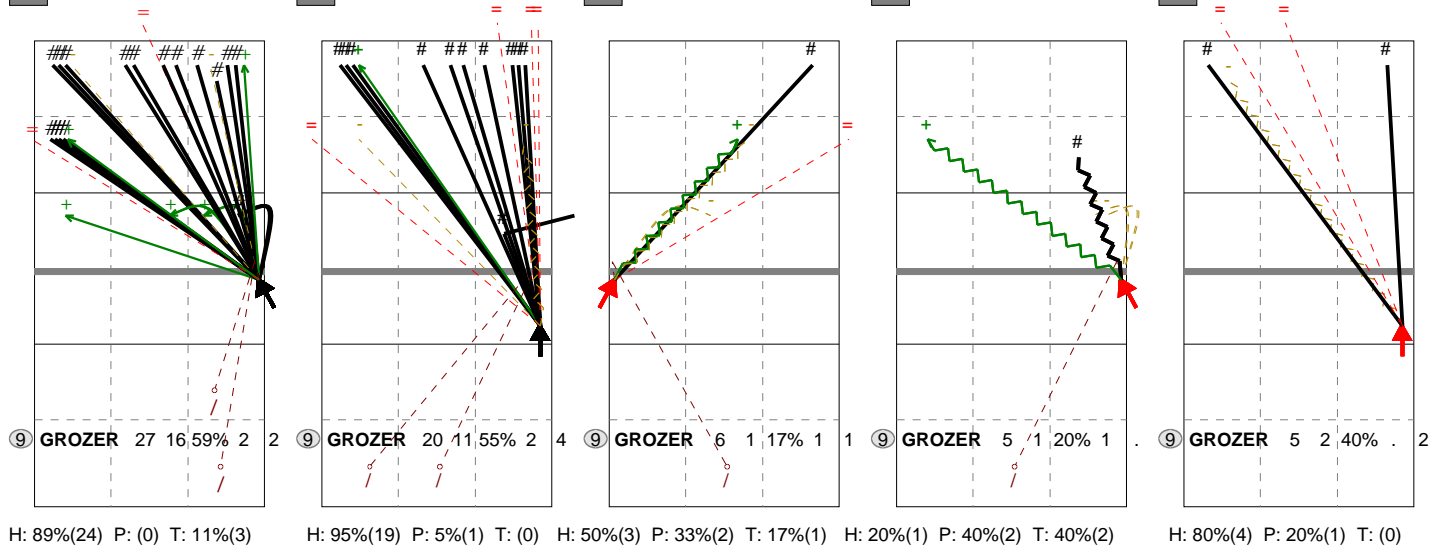 9 GROZER 27 16 59% 2 2
9 GROZER 20 11 55% 2 4
9 GROZER 6 1 17% 1 1
9 GROZER 5 1 20% 1 .
9 GROZER 5 2 40% . 2
H: 89%(24) P: (0) T: 11%(3)
H: 95%(19) P: 5%(1) T: (0)
H: 50%(3) P: 33%(2) T: 17%(1)
H: 20%(1) P: 40%(2) T: 40%(2)
H: 80%(4) P: 20%(1) T: (0)